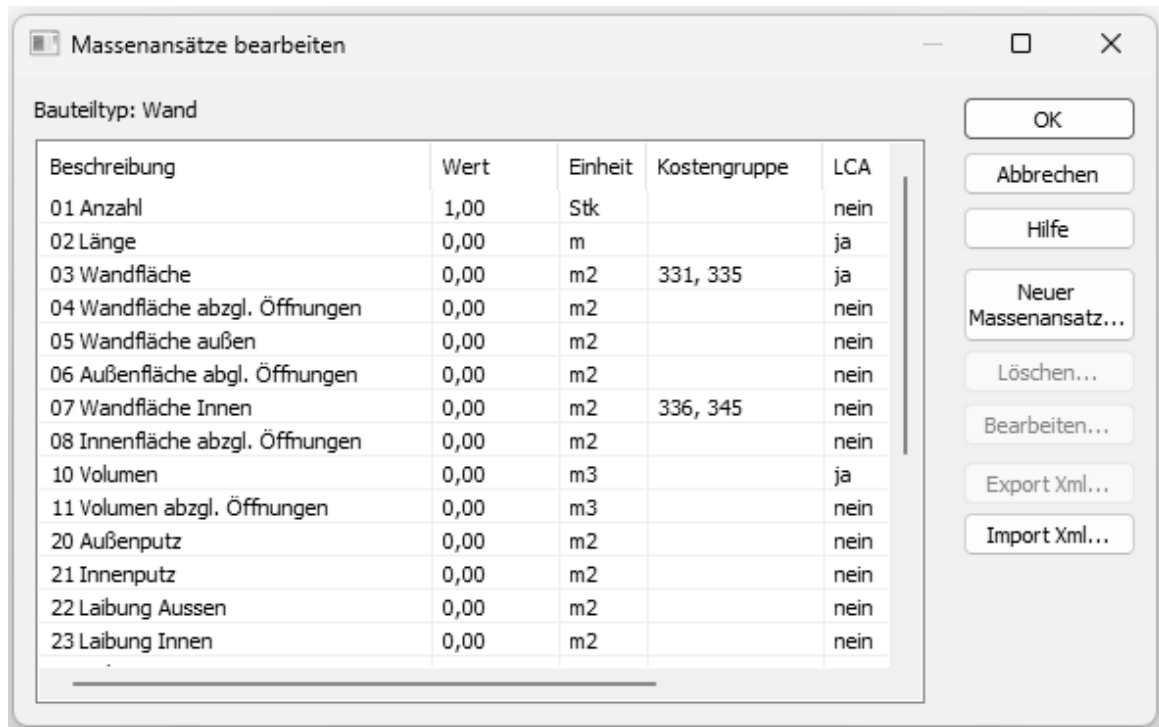 Massenansätze bearbeiten
Bauteiltyp: Wand
Beschreibung Wert Einheit Kostengruppe LCA
01 Anzahl 1,00 Stk nein
02 Länge 0,00 m ja
03 Wandfläche 0,00 m2 331, 335 ja
04 Wandfläche abzgl. Öffnungen 0,00 m2 nein
05 Wandfläche außen 0,00 m2 nein
06 Außenfläche abgl. Öffnungen 0,00 m2 nein
07 Wandfläche Innen 0,00 m2 336, 345 nein
08 Innenfläche abzgl. Öffnungen 0,00 m2 nein
10 Volumen 0,00 m3 ja
11 Volumen abzgl. Öffnungen 0,00 m3 nein
20 Außenputz 0,00 m2 nein
21 Innenputz 0,00 m2 nein
22 Laibung Aussen 0,00 m2 nein
23 Laibung Innen 0,00 m2 nein
OK
Abbrechen
Hilfe
Neuer
Massenansatz...
Löschen...
Bearbeiten...
Export Xml...
Import Xml...